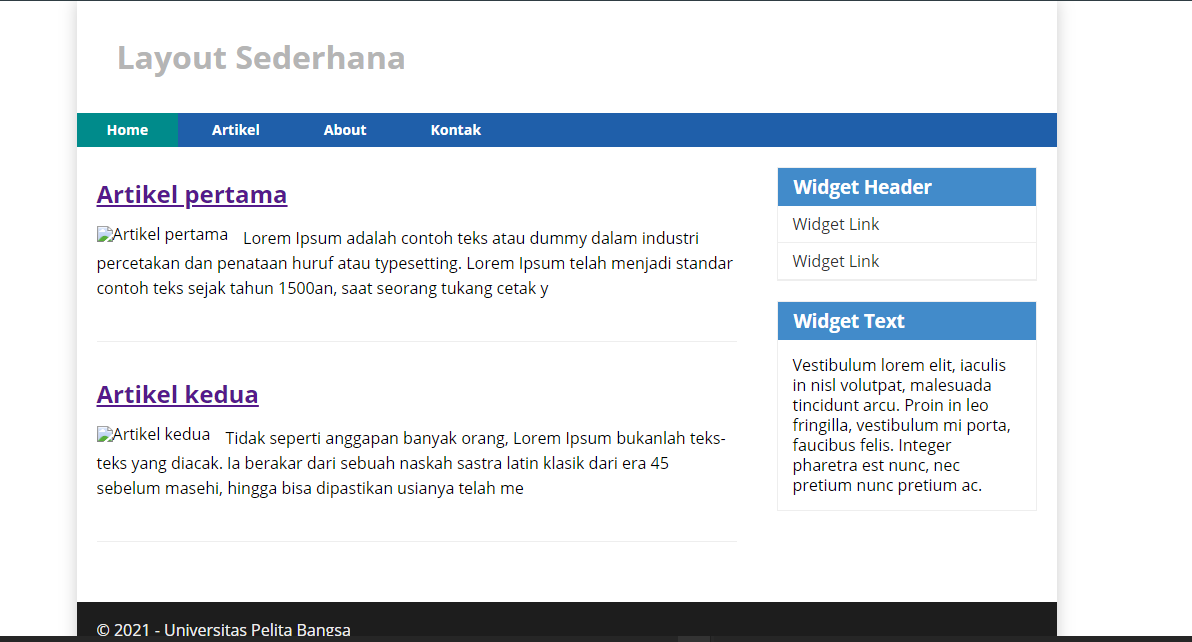 Layout Sederhana
Home Artikel About Kontak
Artikel pertama
Artikel pertama Lorem Ipsum adalah contoh teks atau dummy dalam industri
percetakan dan penataan huruf atau typesetting. Lorem Ipsum telah menjadi standar
contoh teks sejak tahun 1500an, saat seorang tukang cetak y
Artikel kedua
Artikel kedua Tidak seperti anggapan banyak orang, Lorem Ipsum bukanlah teks-
teks yang diacak. Ia berakar dari sebuah naskah sastra latin klasik dari era 45
sebelum masehi, hingga bisa dipastikan usianya telah me
Widget Header
Widget Link
Widget Link
Widget Text
Vestibulum lorem elit, iaculis
in nisl volutpat, malesuada
tincidunt arcu. Proin in leo
fringilla, vestibulum mi porta,
faucibus felis. Integer
pharetra est nunc, nec
pretium nunc pretium ac.
© 2021 - Universitas Pelita Bangsa